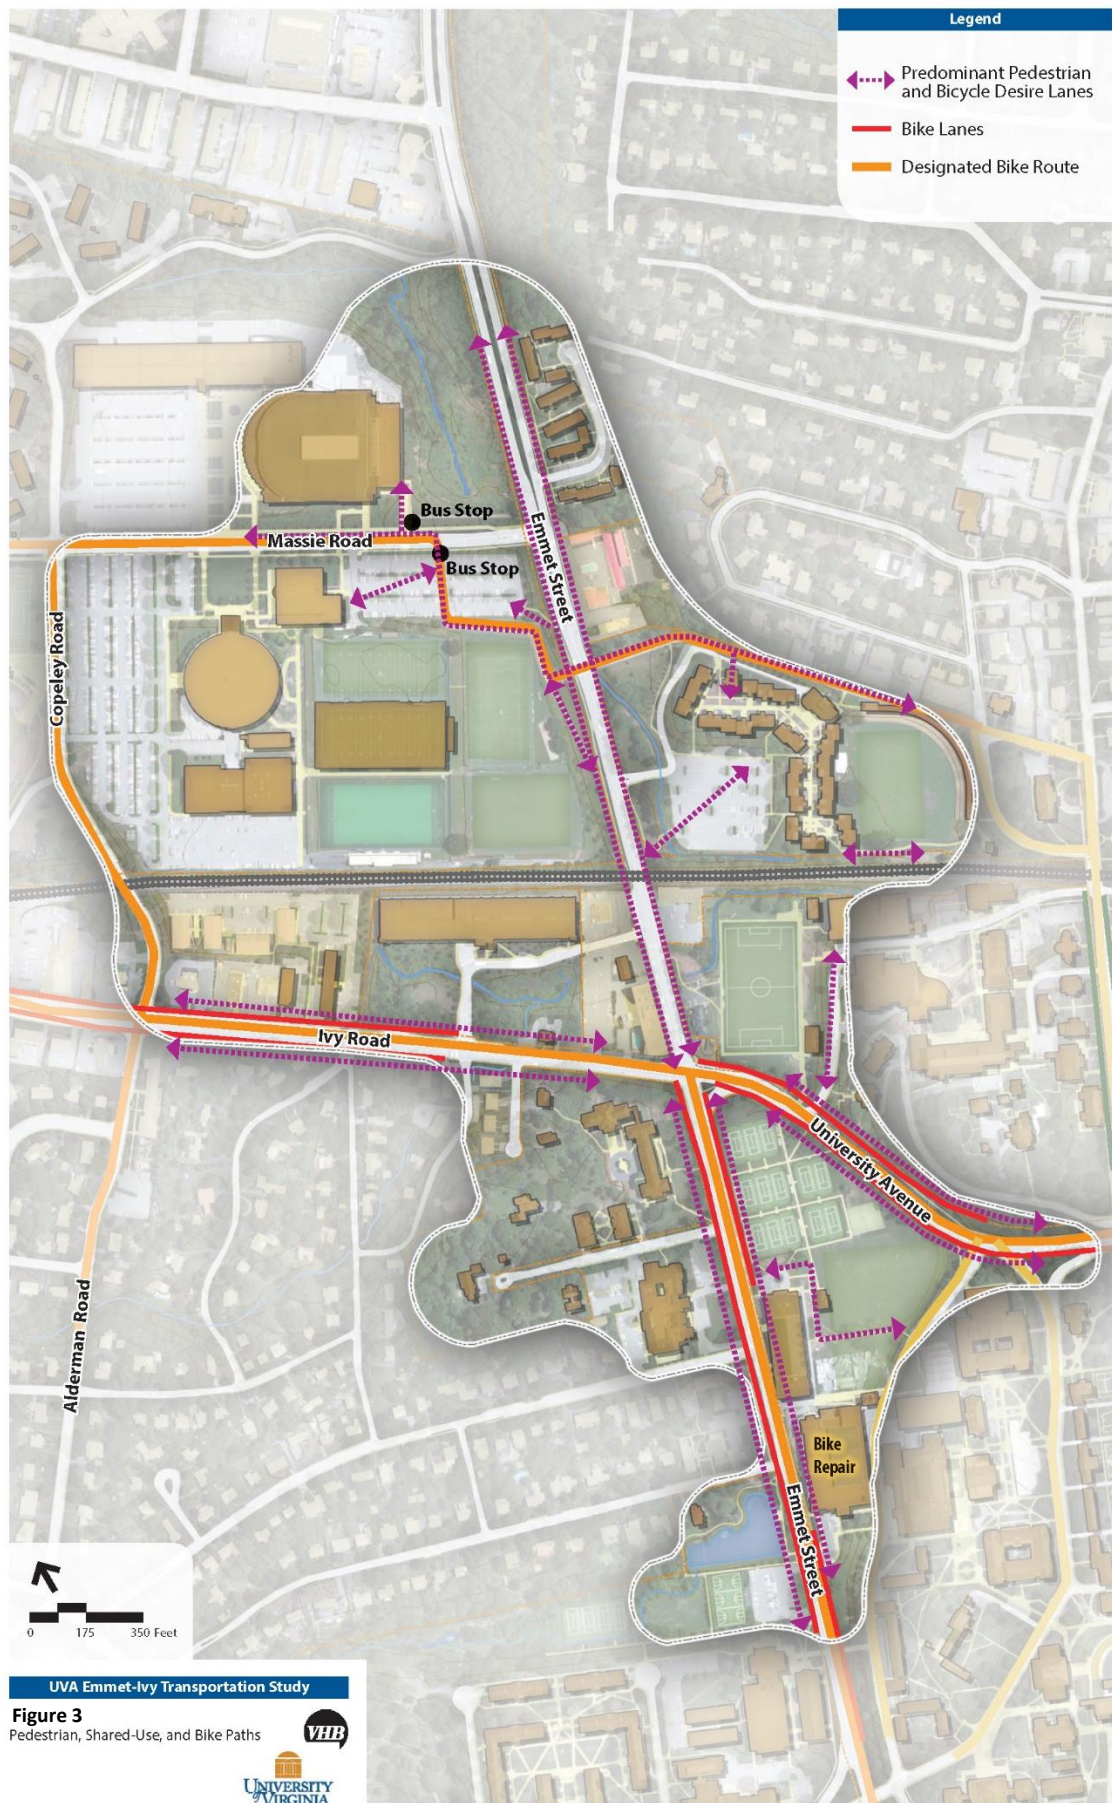 Legend
Predominant Pedestrian
and Bicycle Desire Lanes
Bike Lanes
Designated Bike Route
Bus Stop
Massie Road
Bus Stop
Emmet Street
Copeley Road
Ivy Road
University Avenue
Alderman Road
Bike
Repair
Emmet Street
0 175 350 Feet
UVA Emmet-Ivy Transportation Study
Figure 3
Pedestrian, Shared-Use, and Bike Paths
VHB
UNIVERSITY
of VIRGINIA